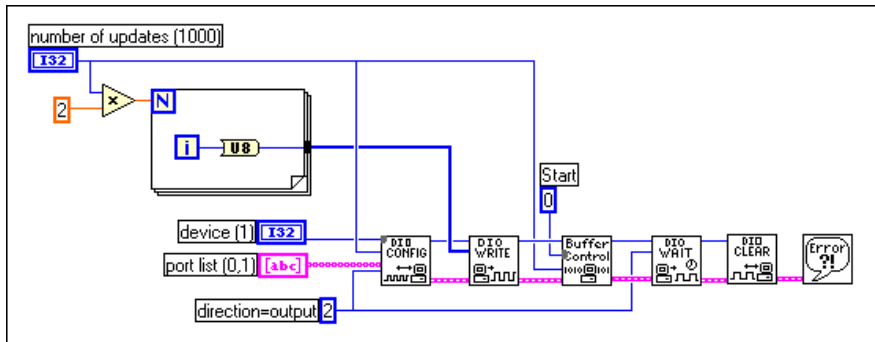 number of updates (1000)
I32
2
x
N
i
U8
Start
0
device (1)
I32
port list (0,1)
[abc]
direction=output
2
DIO
CONFIG
DIO
WRITE
Buffer
Control
DIO
WAIT
DIO
CLEAR
Error
?!